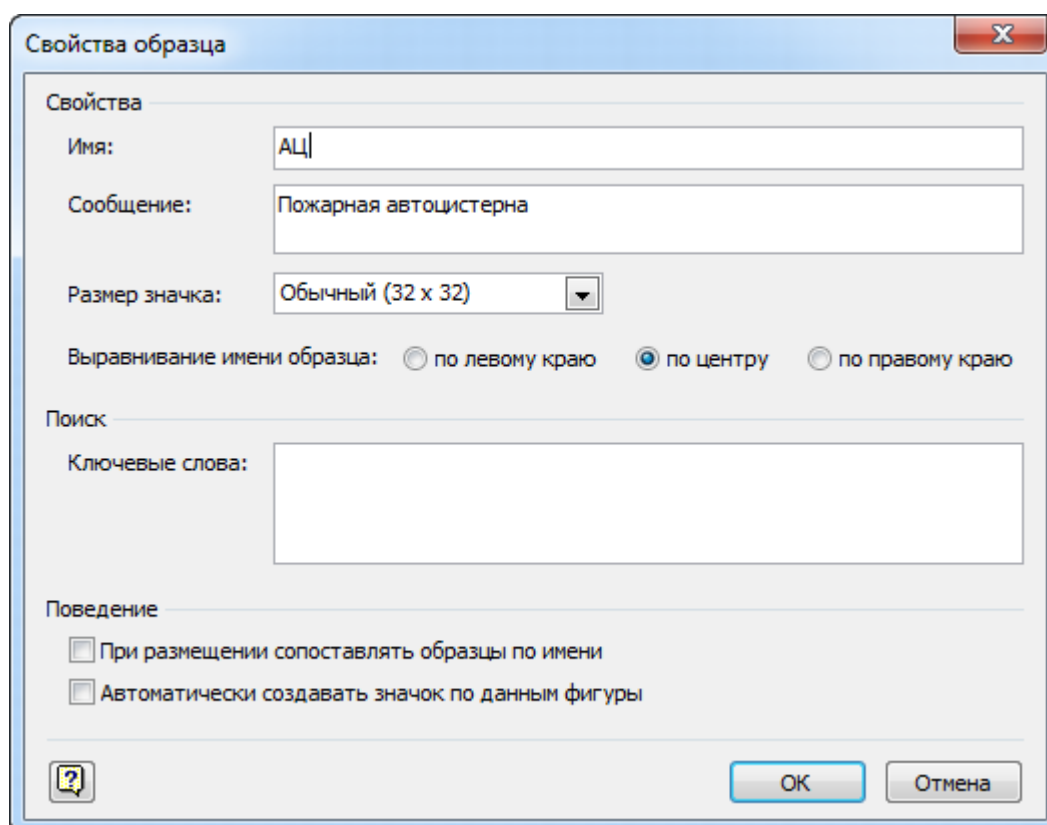 Свойства образца
Свойства
Имя: АЦ
Сообщение: Пожарная автоцистерна
Размер значка: Обычный (32 x 32)
Выравнивание имени образца: по левому краю по центру по правому краю
Поиск
Ключевые слова:
Поведение
При размещении сопоставлять образцы по имени
Автоматически создавать значок по данным фигуры
? ОК Отмена